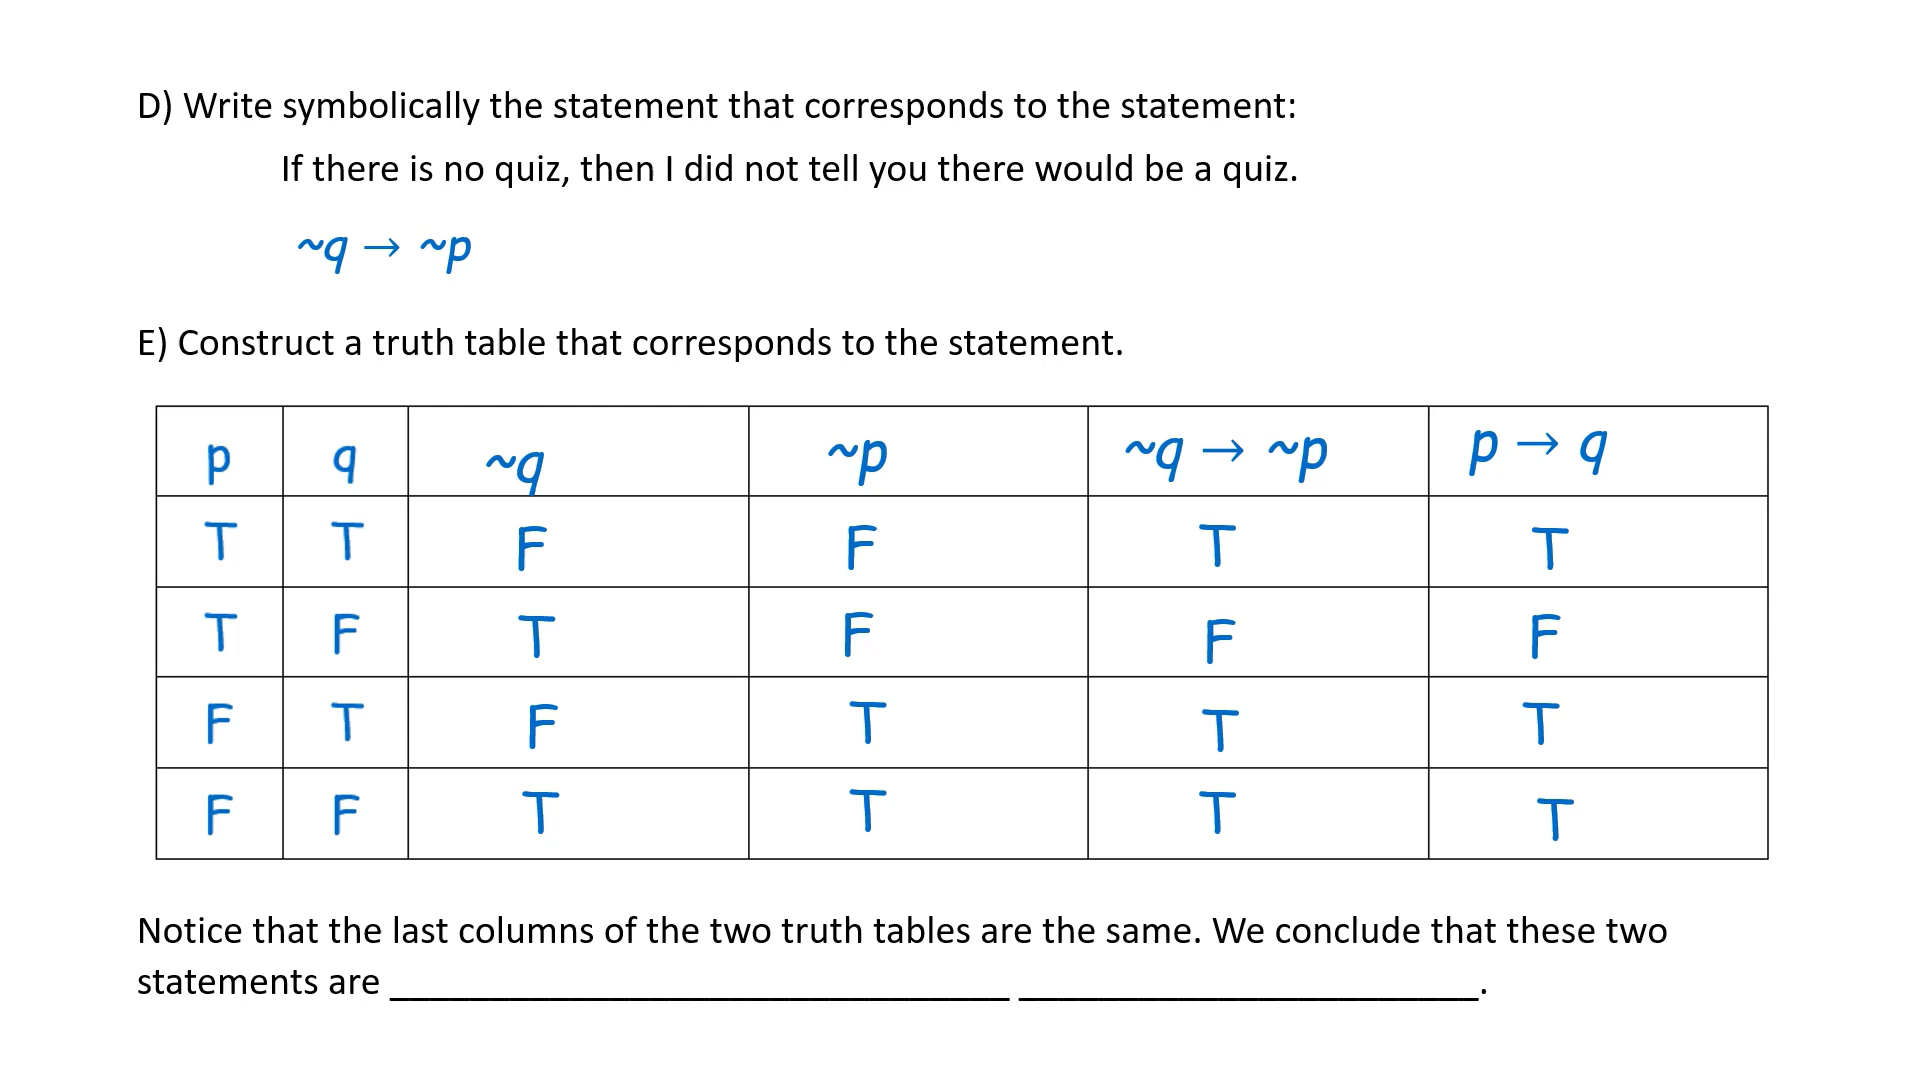 D) Write symbolically the statement that corresponds to the statement:
If there is no quiz, then I did not tell you there would be a quiz.
~q → ~p
E) Construct a truth table that corresponds to the statement.
p q ~q ~p ~q → ~p p → q
T T F F T T
T F T F F F
F T F T T T
F F T T T T
Notice that the last columns of the two truth tables are the same. We conclude that these two
statements are ______________________________ ______________________.